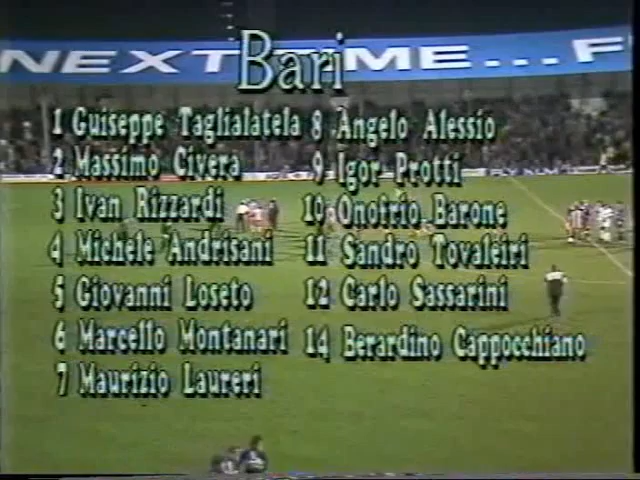 NEXT TIME... F
Bari
1 Guiseppe Taglialatela
2 Massimo Civera
3 Ivan Rizzardi
4 Michele Andrisani
5 Giovanni Loseto
6 Marcello Montanari
7 Maurizio Laureri
8 Angelo Alessio
9 Igor Protti
10 Onofrio Barone
11 Sandro Tovaleiri
12 Carlo Sassarini
14 Berardino Cappocchiano